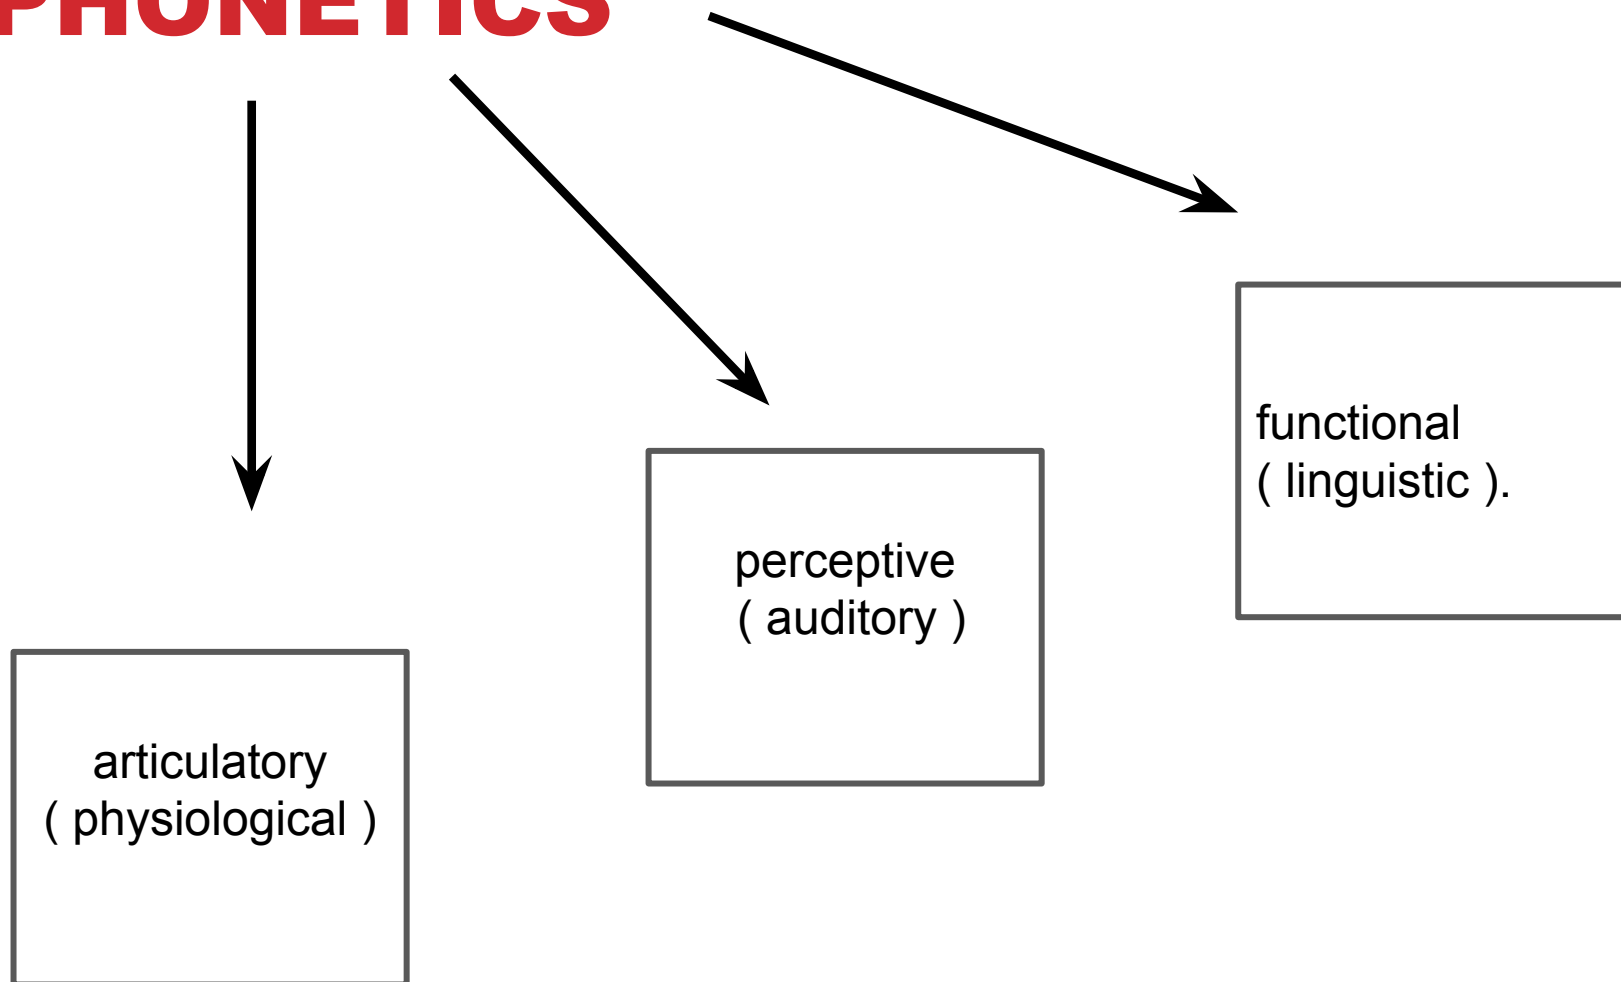 PHONETICS
functional
( linguistic ).
perceptive
( auditory )
articulatory
( physiological )